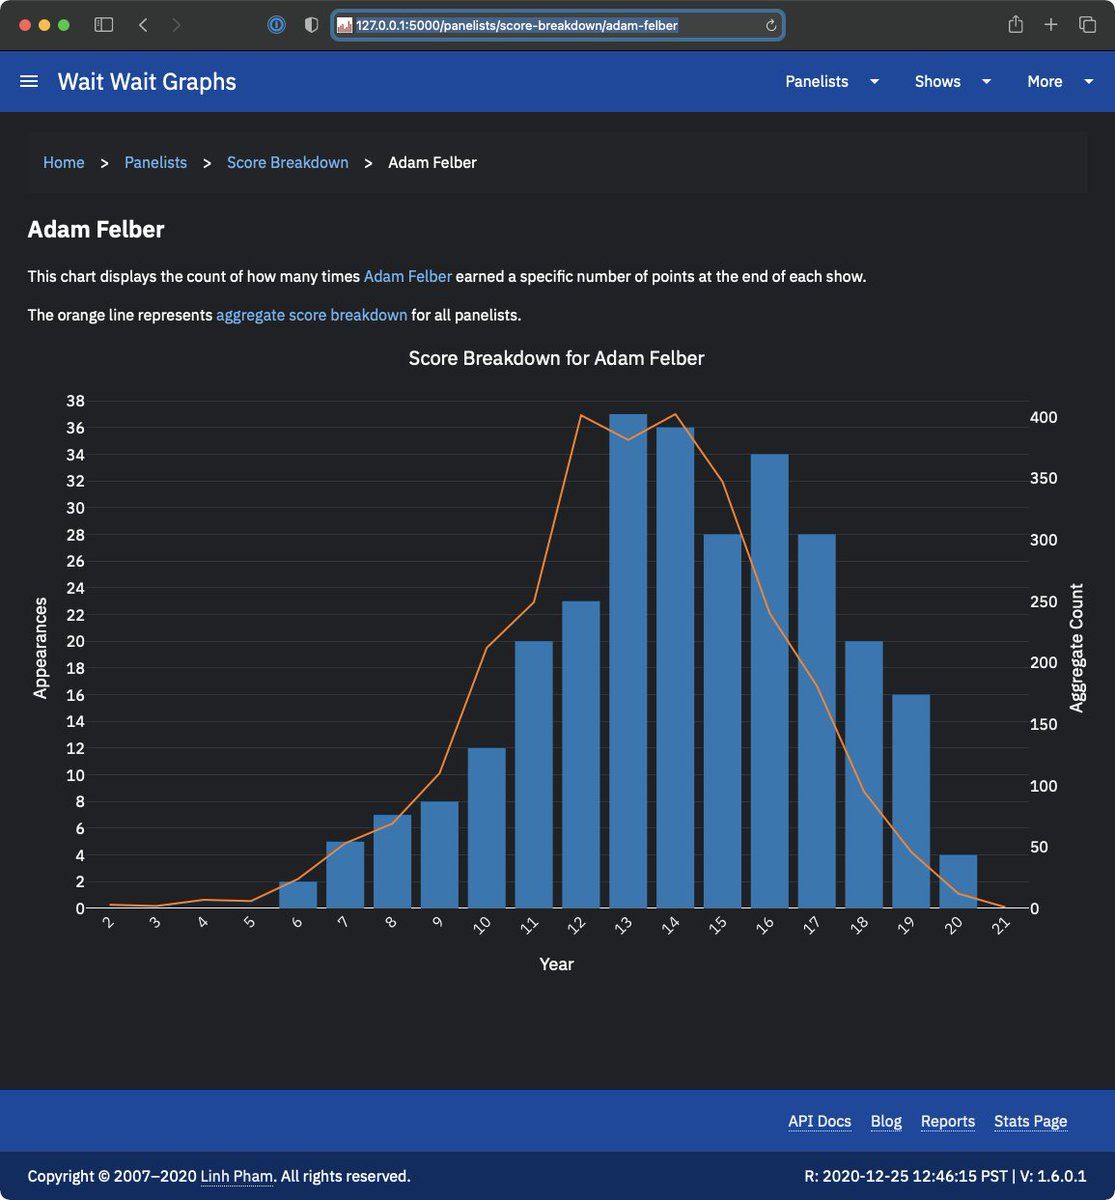 127.0.0.1:5000/panelists/score-breakdown/adam-felber
Wait Wait Graphs
Panelists
Shows
More
Home > Panelists > Score Breakdown > Adam Felber
Adam Felber
This chart displays the count of how many times Adam Felber earned a specific number of points at the end of each show.
The orange line represents aggregate score breakdown for all panelists.
Score Breakdown for Adam Felber
38
36
34
32
30
28
26
24
22
20
18
16
14
12
10
8
6
4
2
0
Appearances
400
350
300
250
200
150
100
50
0
Aggregate Count
2 3 4 5 6 7 8 9 10 11 12 13 14 15 16 17 18 19 20 21
Year
API Docs Blog Reports Stats Page
Copyright © 2007–2020 Linh Pham. All rights reserved.
R: 2020-12-25 12:46:15 PST | V: 1.6.0.1